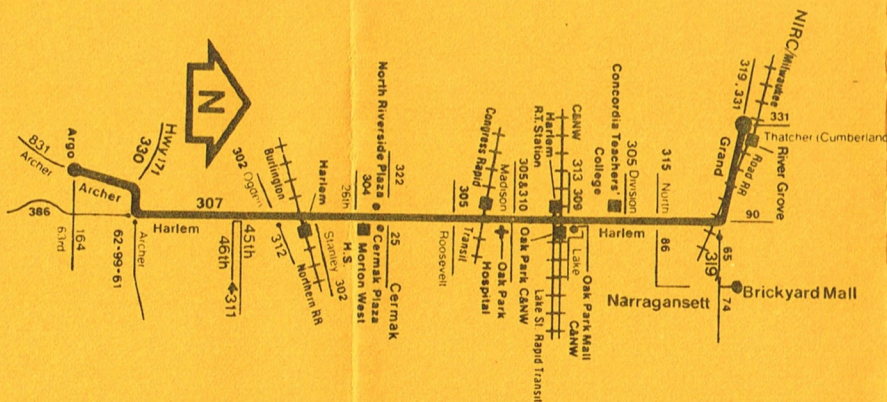 NIRC/Milwaukee
319, 331
331
Thatcher (Cumberland
River Grove
Road RR
Grand
90
65
319
74
Brickyard Mall
Narragansett
315 North
86
305 Division
Concordia Teachers
College
Harlem
C&NW
313 309
Lake
Oak Park Mall
C&NW
Harlem
R.T. Station
Lake St. Rapid Transit
305&310
Oak Park C&NW
Madison
Oak Park
Hospital
Congress Rapid
Transit
305
Roosevelt
322
North Riverside Plaza
304
25 Cermak
Cermak Plaza
Morton West
H.S.
26th
Harlem
Stanley 302
Burlington
Northern RR
302 Ogden
312
N
45th
46th
311
307
Harlem
Hwy 171
330
Archer
62-99-61
Archer
Argo
831
Archer
386
164
63rd